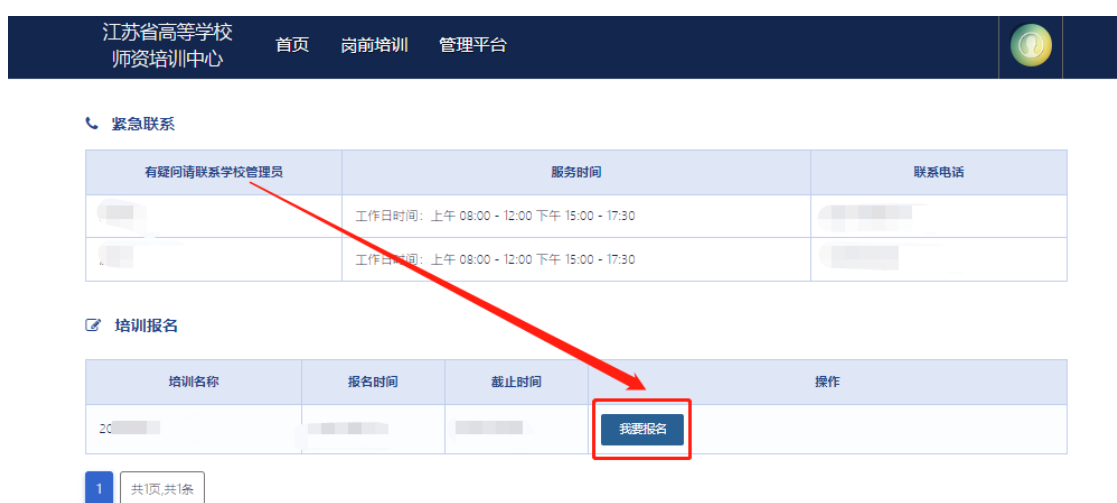 江苏省高等学校
师资培训中心
首页 岗前培训 管理平台
紧急联系
有疑问请联系学校管理员 服务时间 联系电话
工作日时间：上午 08:00 - 12:00 下午 15:00 - 17:30
工作日时间：上午 08:00 - 12:00 下午 15:00 - 17:30
培训报名
培训名称 报名时间 截止时间 操作
20 我要报名
1 共1页,共1条